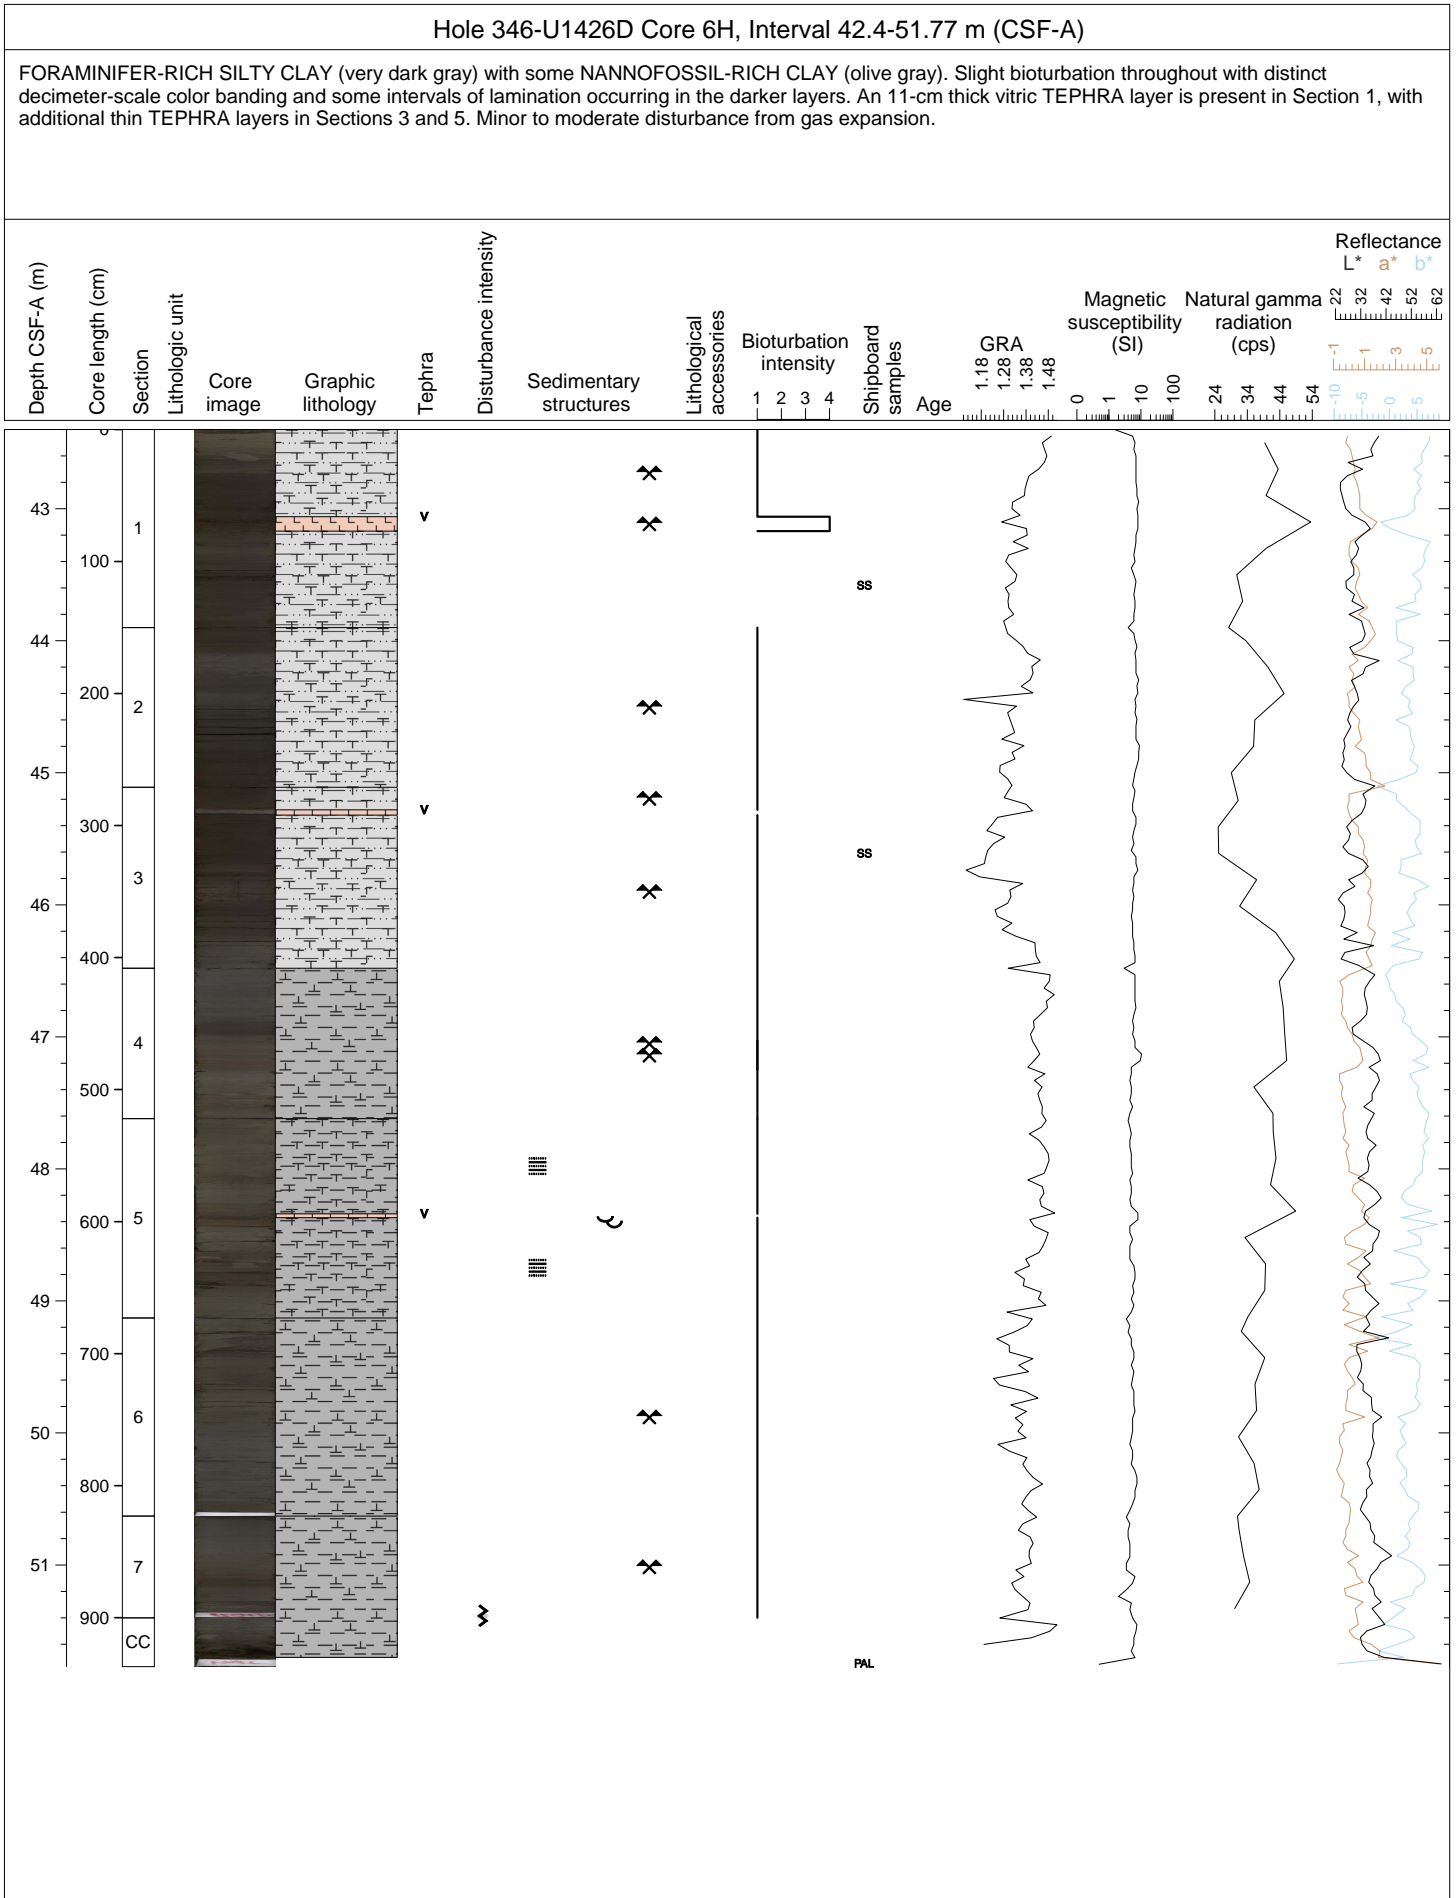 Hole 346-U1426D Core 6H, Interval 42.4-51.77 m (CSF-A)
FORAMINIFER-RICH SILTY CLAY (very dark gray) with some NANNOFOSSIL-RICH CLAY (olive gray). Slight bioturbation throughout with distinct
decimeter-scale color banding and some intervals of lamination occurring in the darker layers. An 11-cm thick vitric TEPHRA layer is present in Section 1, with
additional thin TEPHRA layers in Sections 3 and 5. Minor to moderate disturbance from gas expansion.
Depth CSF-A (m)
Core length (cm)
Section
Lithologic unit
Core
image
Graphic
lithology
Tephra
Disturbance intensity
Sedimentary
structures
Lithological
accessories
Bioturbation
intensity
1 2 3 4
Shipboard
samples
Age
GRA
1.18 1.28 1.38 1.48
Magnetic
susceptibility
(SI)
0 1 10 100
Natural gamma
radiation
(cps)
24 34 44 54
Reflectance
L* a* b*
22 32 42 52 62
-1 1 3 5
-10 -5 0 5
0
43
v
1
100
ss
44
200
2
45
v
300
ss
3
46
400
47
4
500
48
v
600
5
49
700
6
50
800
51
7
900
CC
PAL